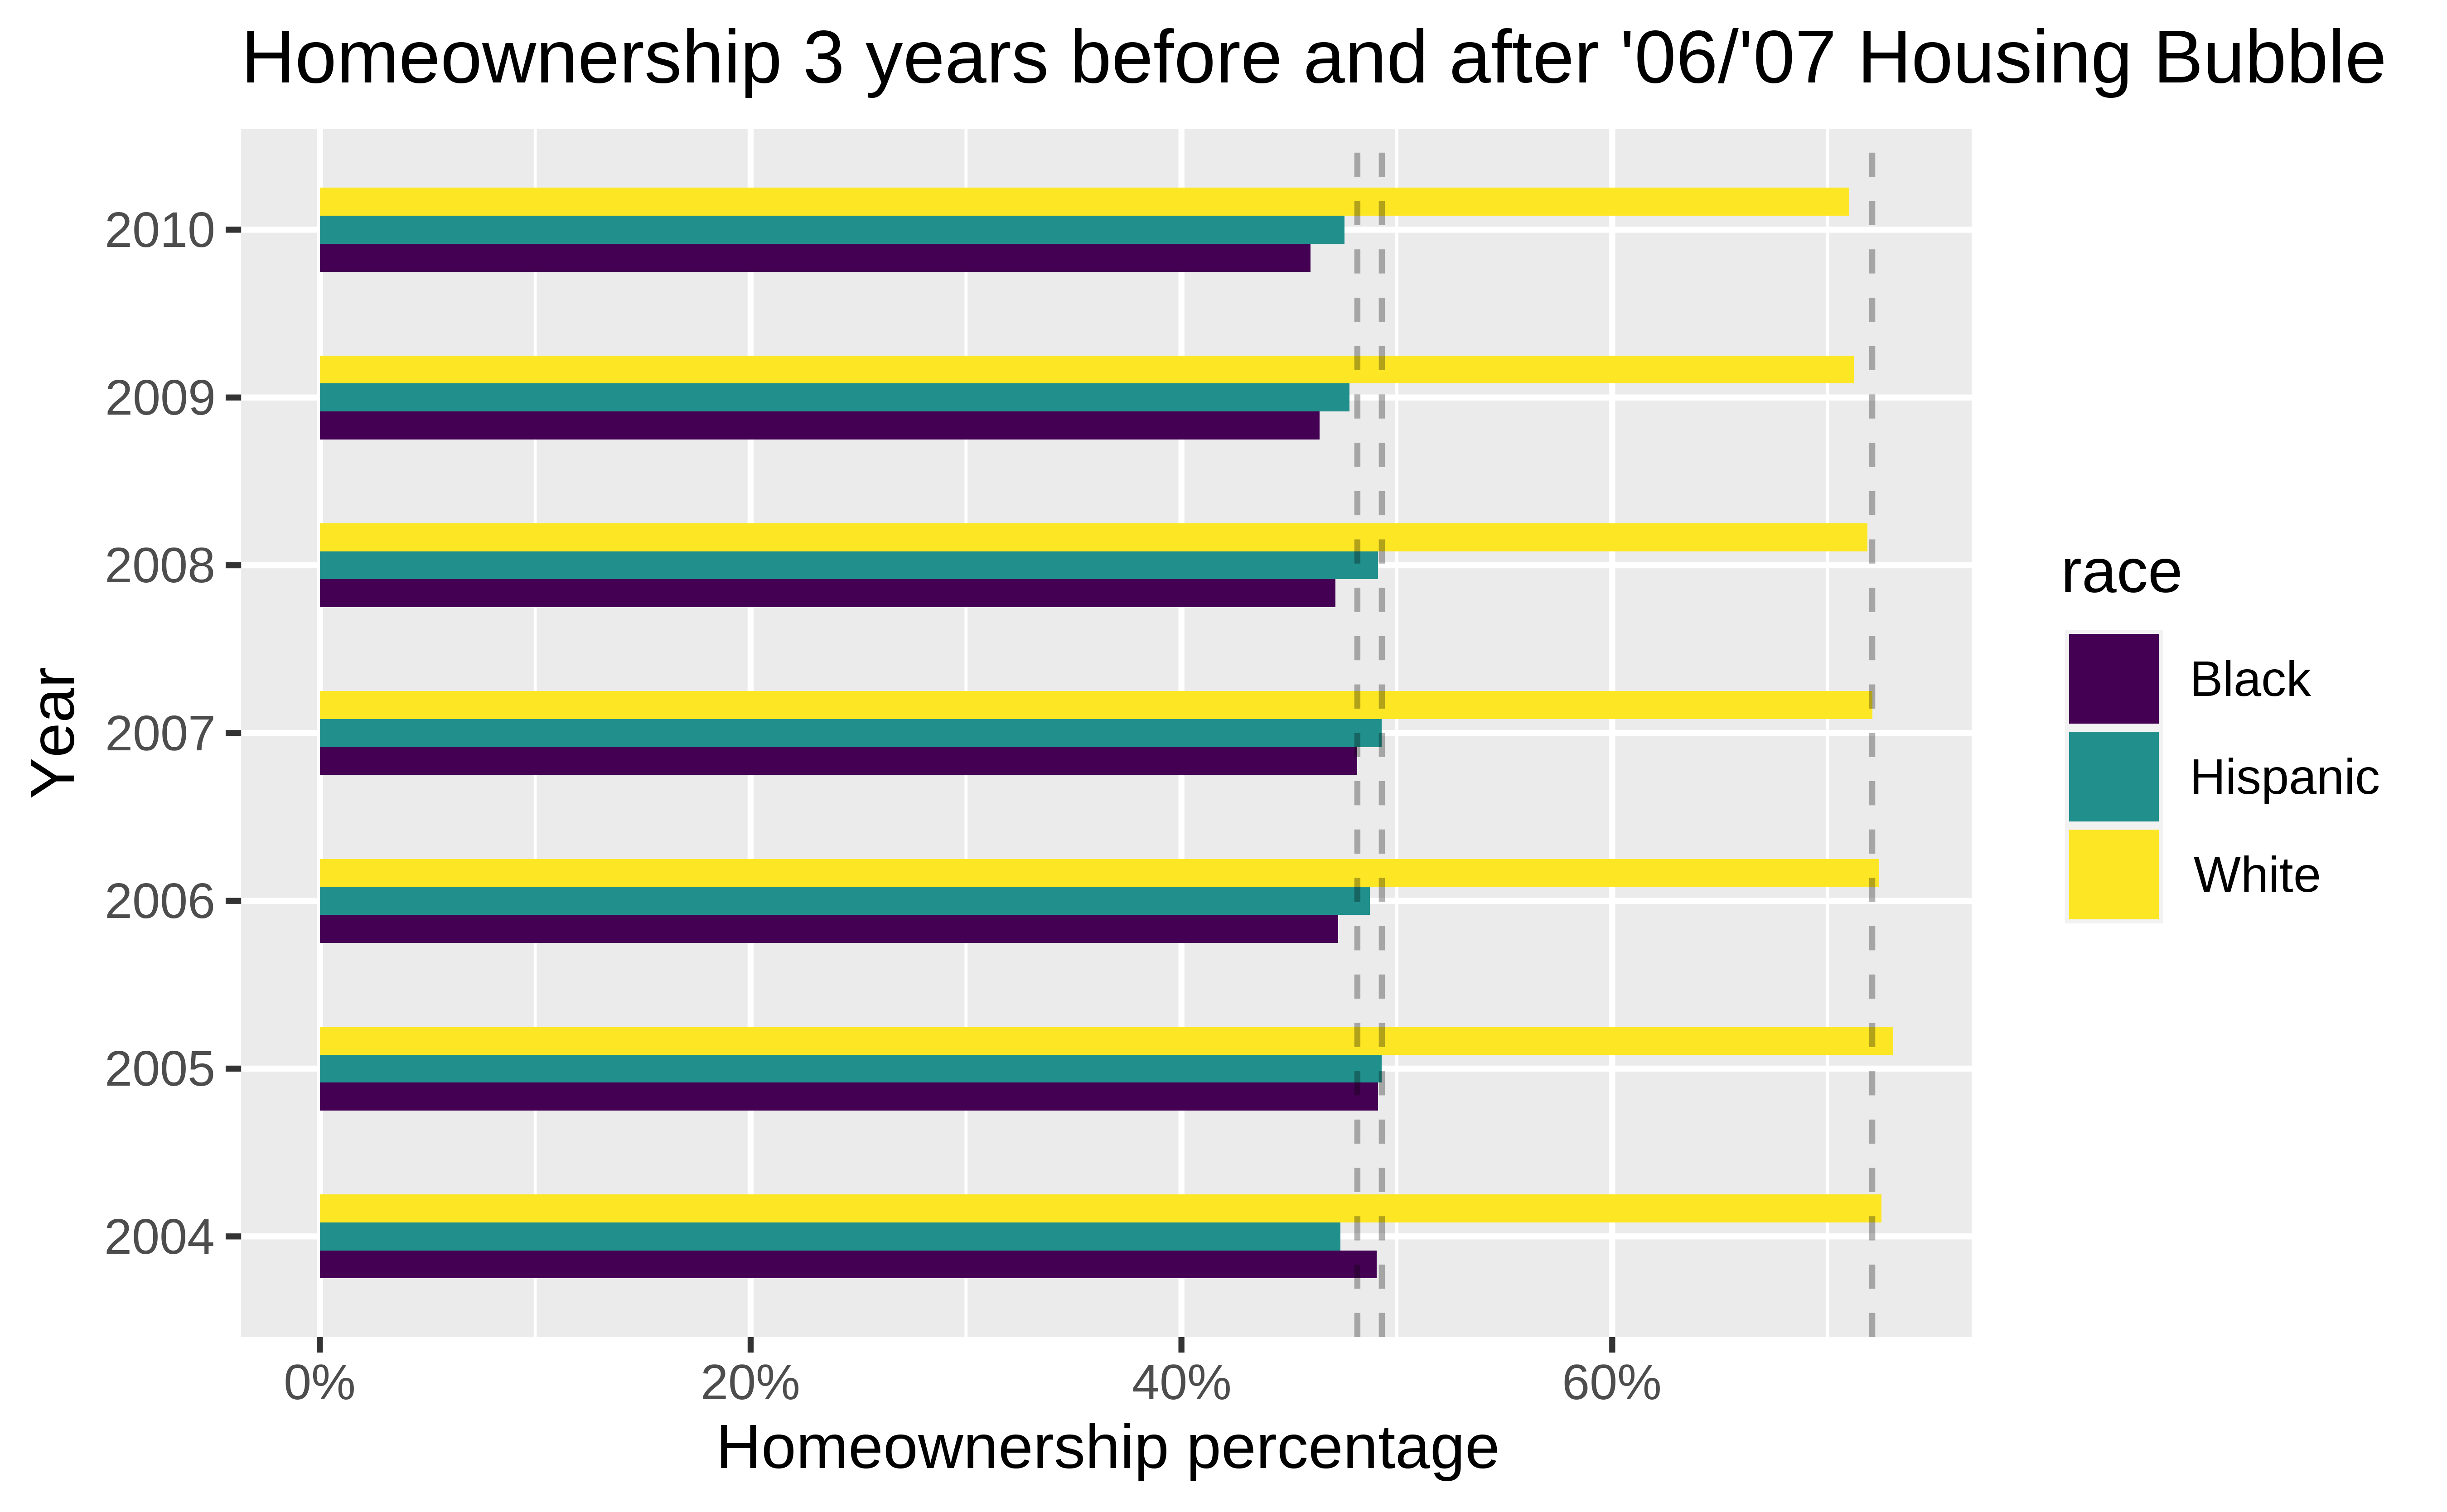 Homeownership 3 years before and after '06/'07 Housing Bubble
2010
2009
2008
2007
2006
2005
2004
Year
0% 20% 40% 60%
Homeownership percentage
race
Black
Hispanic
White